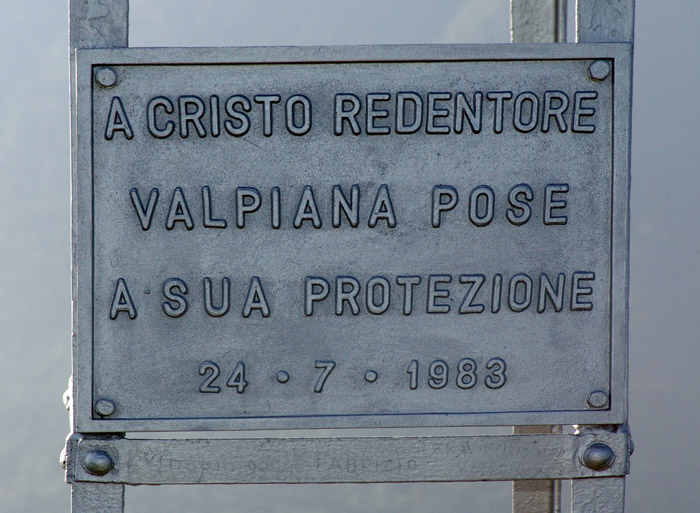 A CRISTO REDENTORE
VALPIANA POSE
A SUA PROTEZIONE
24 · 7 · 1983
FABRIZIO